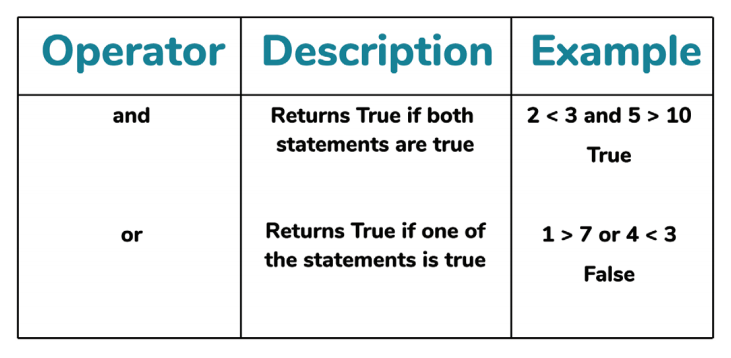 Operator Description Example
and
Returns True if both
statements are true
2 < 3 and 5 > 10
True
or
Returns True if one of
the statements is true
1 > 7 or 4 < 3
False